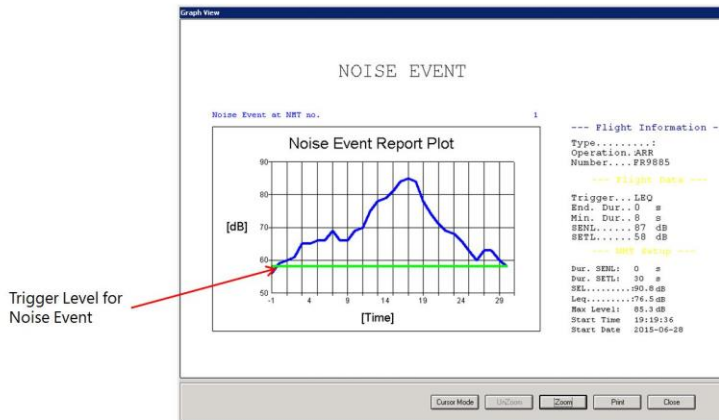 Graph View
NOISE EVENT
Noise Event at NMT no. 1
Noise Event Report Plot
90
80
70
60
50
[dB]
-1 4 9 14 19 24 29
[Time]
Trigger Level for
Noise Event
--- Flight Information -
Type.........:
Operation. ARR
Number....FR9885
--- Flight Data ---
Trigger... LEQ
End. Dur..0 s
Min. Dur..8 s
SENL......87 dB
SETL......58 dB
--- NMT Setup ---
Dur. SENL: 0 s
Dur. SETL: 30 s
SEL.........:90.8 dB
Leq.........:76.5 dB
Max Level: 85.3 dB
Start Time 19:19:36
Start Date 2015-06-28
Cursor Mode UnZoom Zoom Print Close